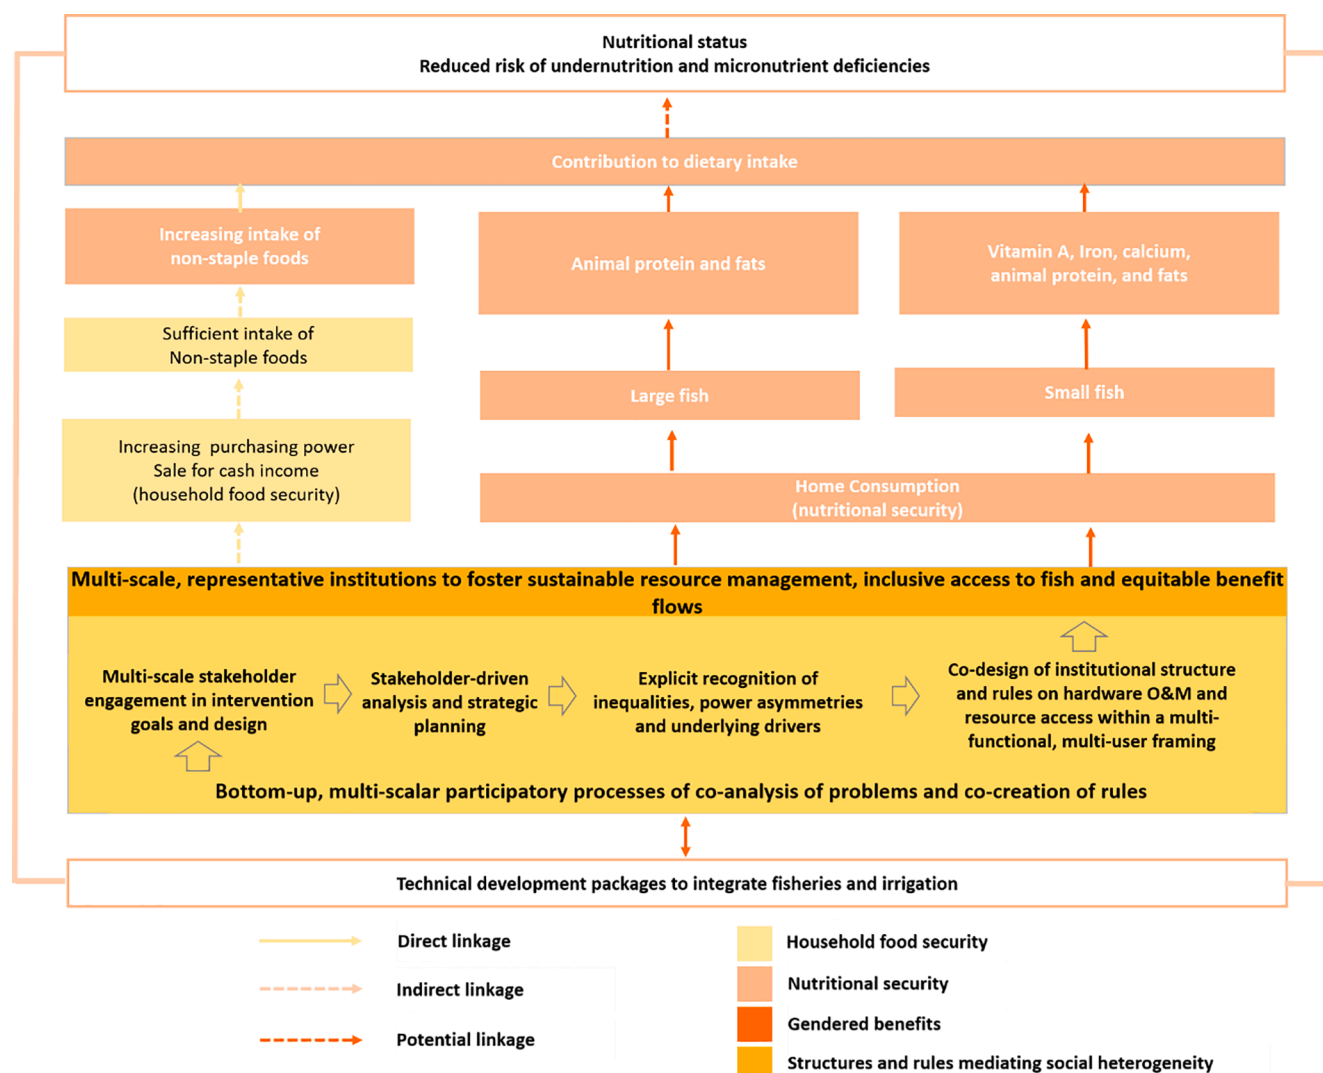 Nutritional status
Reduced risk of undernutrition and micronutrient deficiencies
Contribution to dietary intake
Increasing intake of
non-staple foods
Animal protein and fats
Vitamin A, Iron, calcium,
animal protein, and fats
Sufficient intake of
Non-staple foods
Large fish
Small fish
Increasing purchasing power
Sale for cash income
(household food security)
Home Consumption
(nutritional security)
Multi-scale, representative institutions to foster sustainable resource management, inclusive access to fish and equitable benefit
flows
Multi-scale stakeholder
engagement in intervention
goals and design
Stakeholder-driven
analysis and strategic
planning
Explicit recognition of
inequalities, power asymmetries
and underlying drivers
Co-design of institutional structure
and rules on hardware O&M and
resource access within a multi-
functional, multi-user framing
Bottom-up, multi-scalar participatory processes of co-analysis of problems and co-creation of rules
Technical development packages to integrate fisheries and irrigation
Direct linkage
Indirect linkage
Potential linkage
Household food security
Nutritional security
Gendered benefits
Structures and rules mediating social heterogeneity